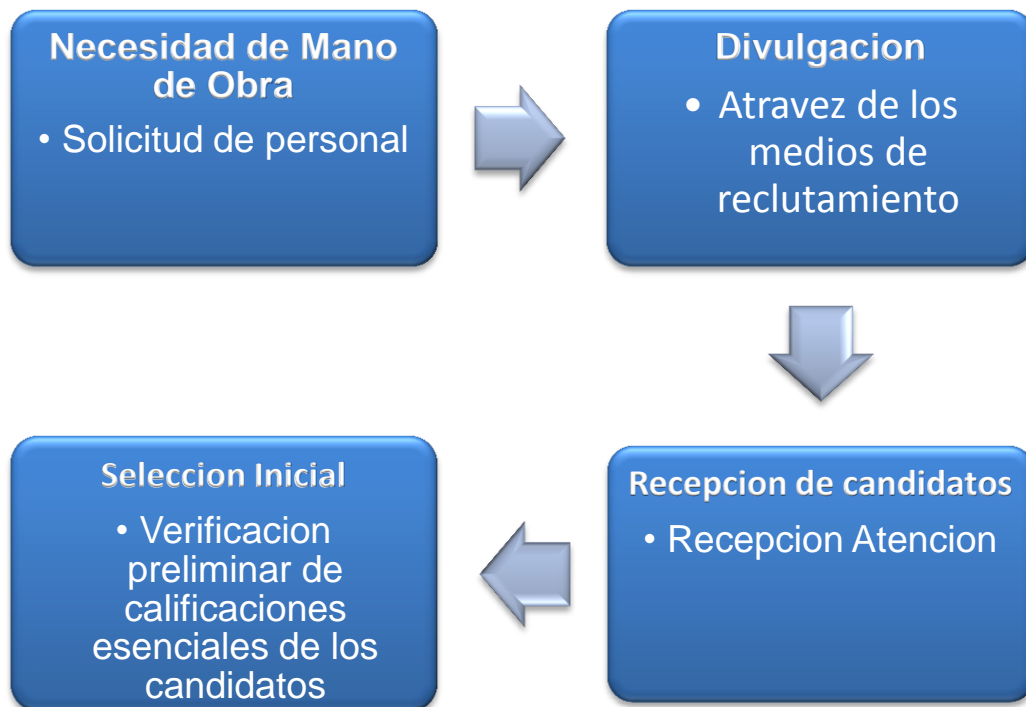 Necesidad de Mano
de Obra
• Solicitud de personal
Divulgacion
• Atravez de los
medios de
reclutamiento
Recepcion de candidatos
• Recepcion Atencion
Seleccion Inicial
• Verificacion
preliminar de
calificaciones
esenciales de los
candidatos